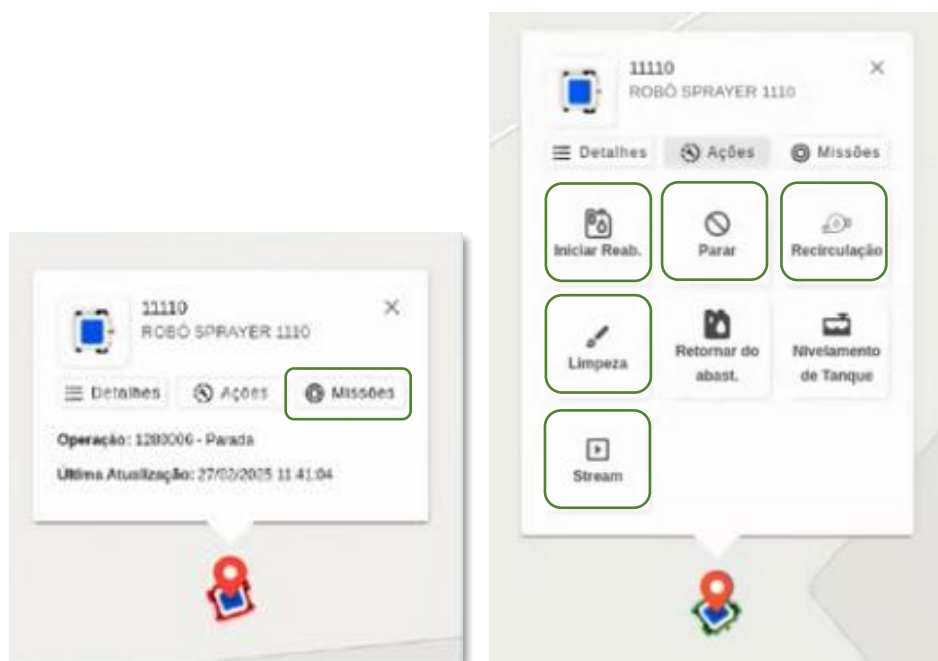 11110
ROBÔ SPRAYER 1110
Detalhes
Ações
Missões
Operação: 1280006 - Parada
Última Atualização: 27/02/2025 11:41:04
11110
ROBÔ SPRAYER 1110
Detalhes
Ações
Missões
Iniciar Reab.
Parar
Recirculação
Limpeza
Retornar do
abast.
Nivelamento
de Tanque
Stream